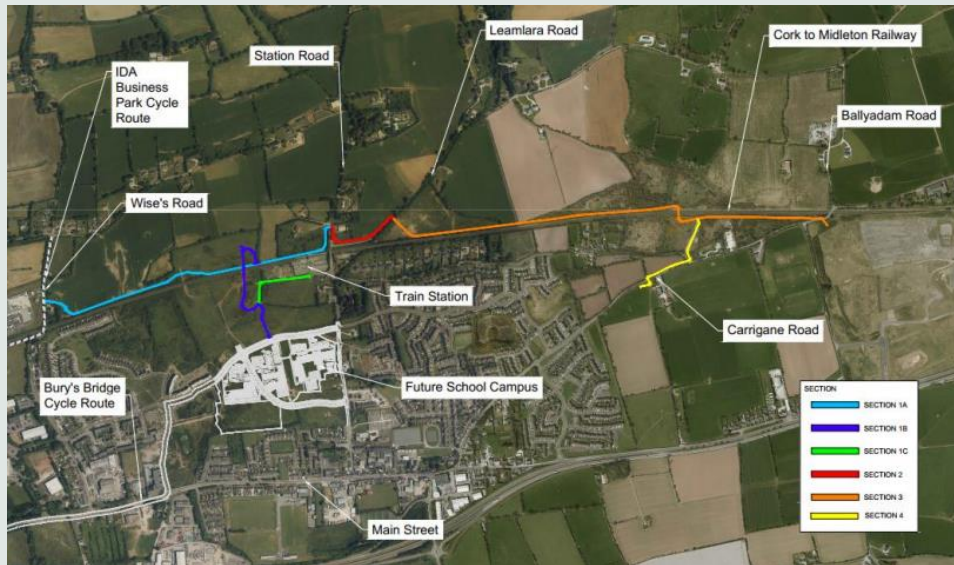 Leamlara Road
Station Road
Cork to Midleton Railway
IDA
Business
Park Cycle
Route
Ballyadam Road
Wise's Road
Train Station
Carrigane Road
Bury's Bridge
Cycle Route
Future School Campus
Main Street
SECTION
SECTION 1A
SECTION 1B
SECTION 1C
SECTION 2
SECTION 3
SECTION 4